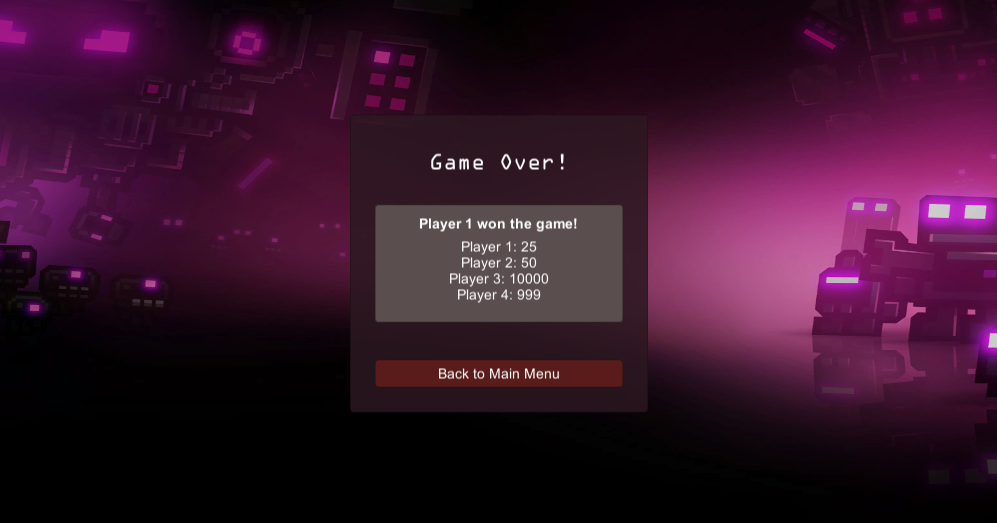 Game Over!
Player 1 won the game!
Player 1: 25
Player 2: 50
Player 3: 10000
Player 4: 999
Back to Main Menu